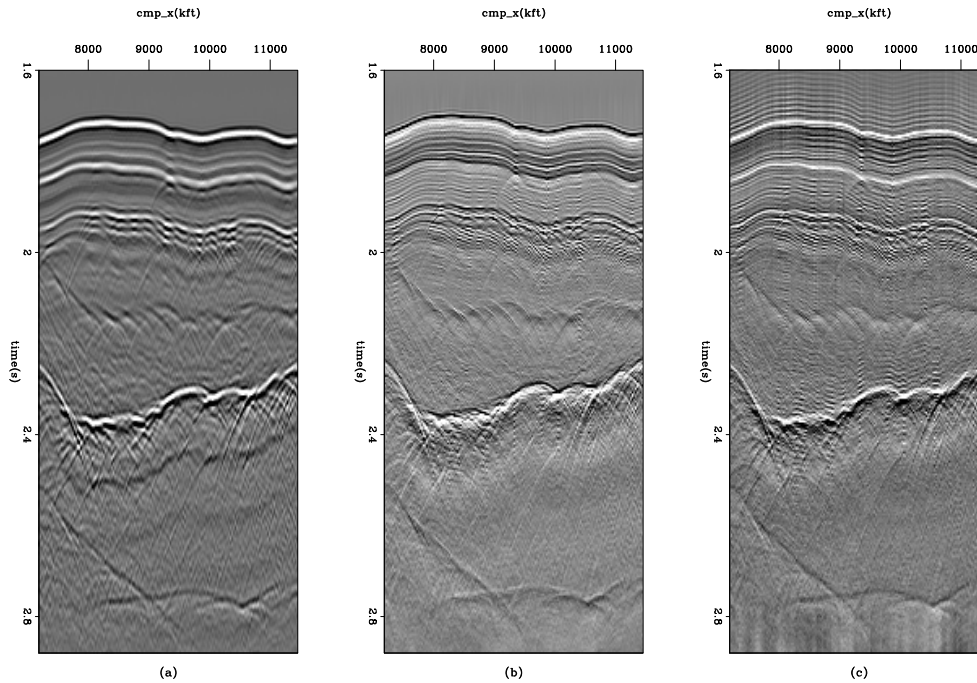 cmp_x(kft) cmp_x(kft) cmp_x(kft)
8000 9000 10000 11000 8000 9000 10000 11000 8000 9000 10000 11000
1.6 1.6 1.6
2 2 2
time(s) time(s) time(s)
2.4 2.4 2.4
2.8 2.8 2.8
(a) (b) (c)